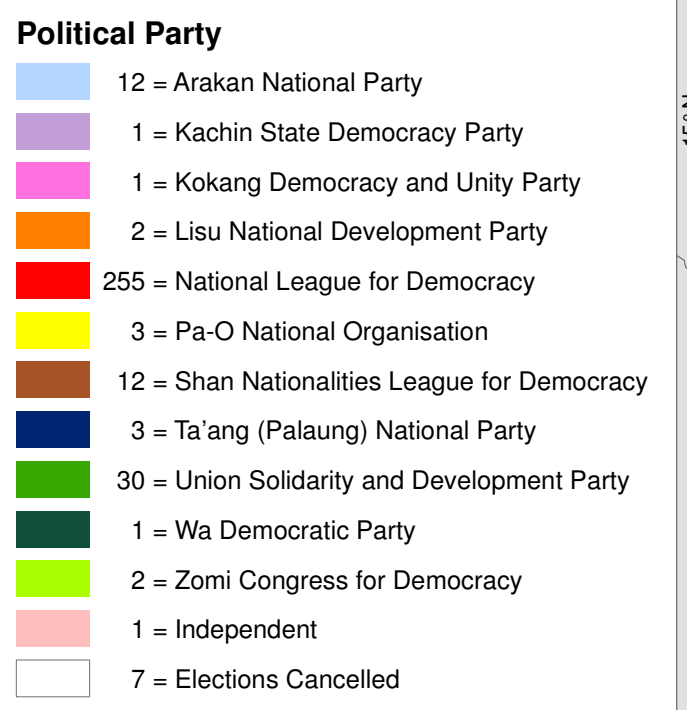 Political Party
12 = Arakan National Party
1 = Kachin State Democracy Party
1 = Kokang Democracy and Unity Party
2 = Lisu National Development Party
255 = National League for Democracy
3 = Pa-O National Organisation
12 = Shan Nationalities League for Democracy
3 = Ta'ang (Palaung) National Party
30 = Union Solidarity and Development Party
1 = Wa Democratic Party
2 = Zomi Congress for Democracy
1 = Independent
7 = Elections Cancelled